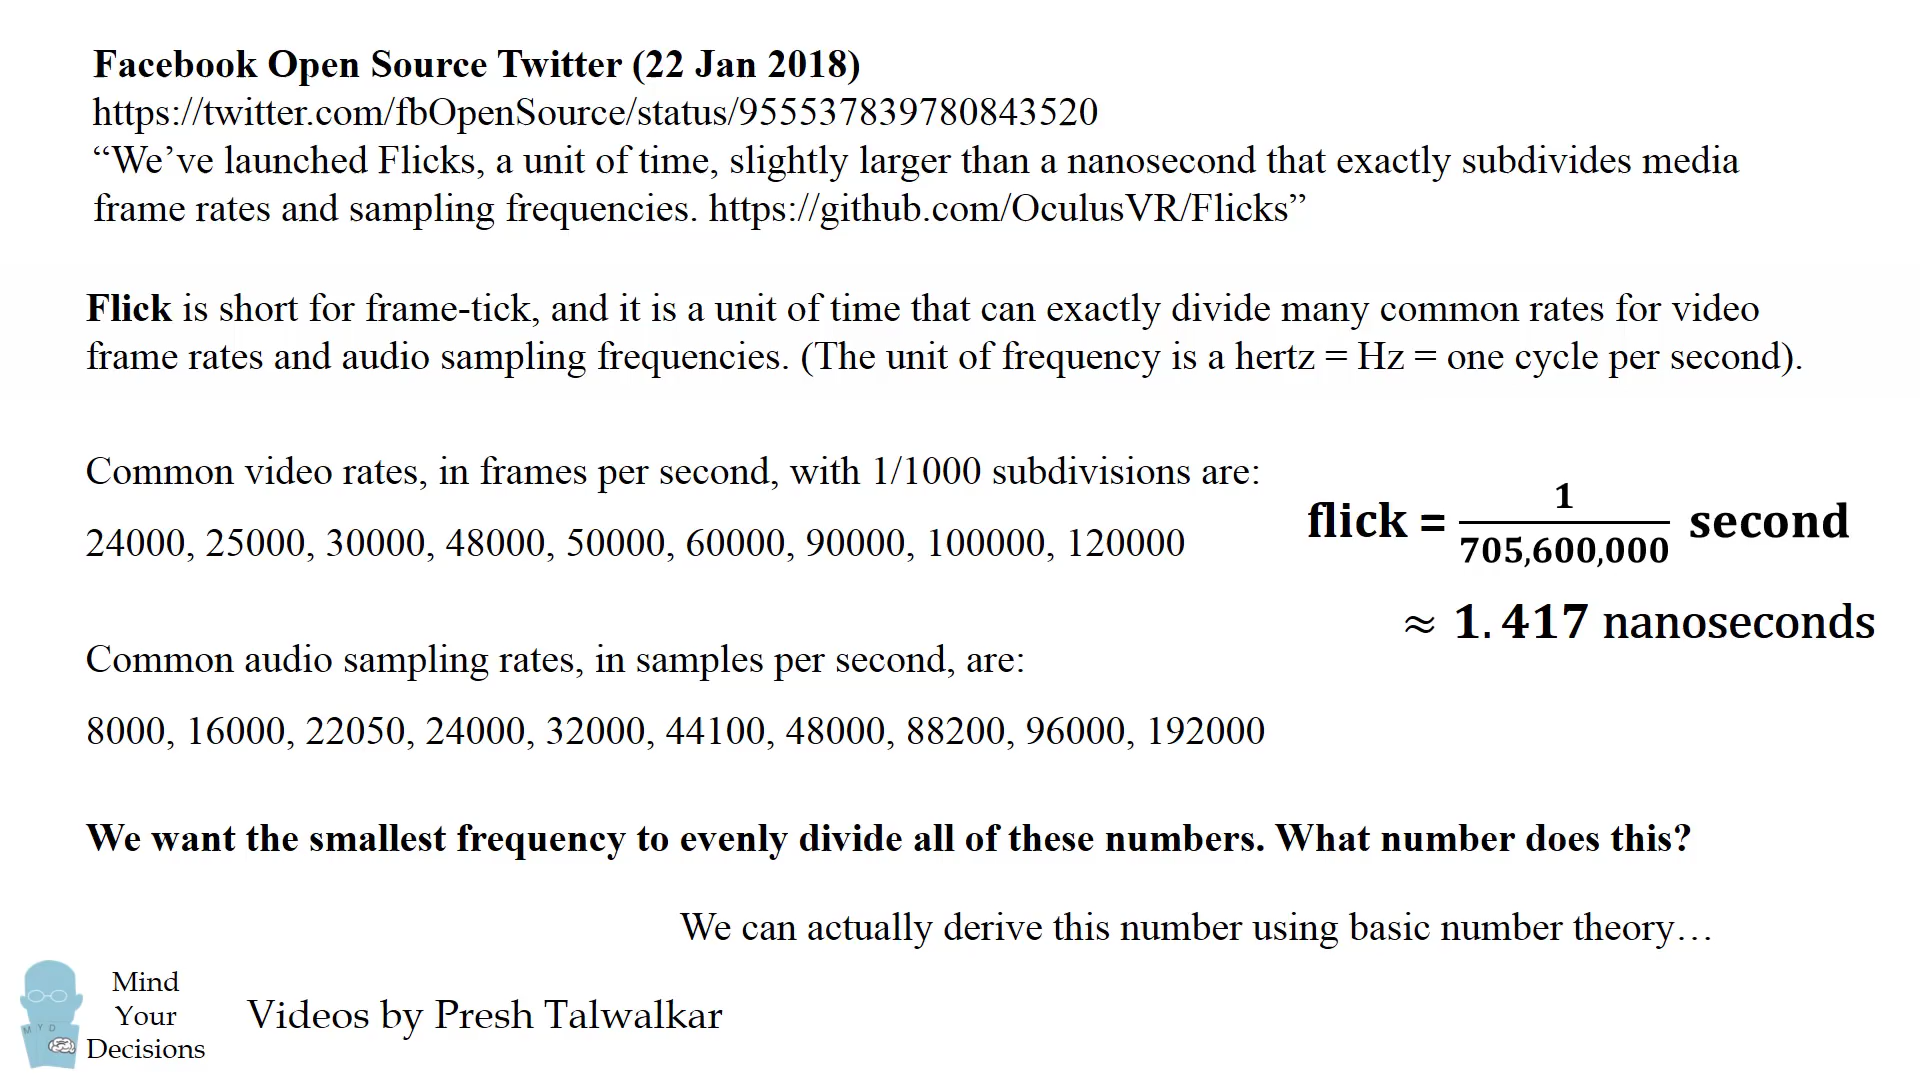 Facebook Open Source Twitter (22 Jan 2018)
https://twitter.com/fbOpenSource/status/955537839780843520
“We’ve launched Flicks, a unit of time, slightly larger than a nanosecond that exactly subdivides media
frame rates and sampling frequencies. https://github.com/OculusVR/Flicks”
Flick is short for frame-tick, and it is a unit of time that can exactly divide many common rates for video
frame rates and audio sampling frequencies. (The unit of frequency is a hertz = Hz = one cycle per second).
Common video rates, in frames per second, with 1/1000 subdivisions are:
24000, 25000, 30000, 48000, 50000, 60000, 90000, 100000, 120000
flick = 1/705,600,000 second
≈ 1.417 nanoseconds
Common audio sampling rates, in samples per second, are:
8000, 16000, 22050, 24000, 32000, 44100, 48000, 88200, 96000, 192000
We want the smallest frequency to evenly divide all of these numbers. What number does this?
We can actually derive this number using basic number theory…
M Y D
Mind
Your
Decisions
Videos by Presh Talwalkar